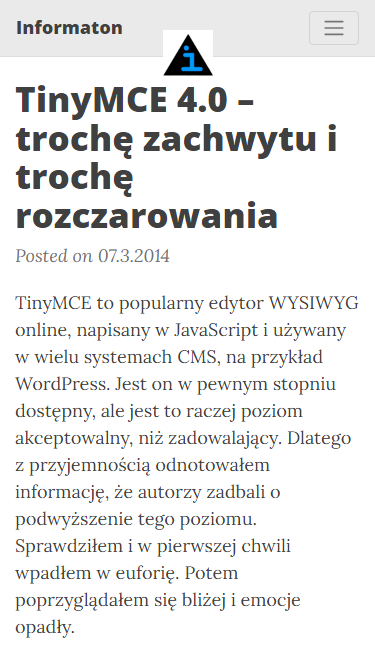 Informaton
i
TinyMCE 4.0 –
trochę zachwytu i
trochę
rozczarowania
Posted on 07.3.2014
TinyMCE to popularny edytor WYSIWYG
online, napisany w JavaScript i używany
w wielu systemach CMS, na przykład
WordPress. Jest on w pewnym stopniu
dostępny, ale jest to raczej poziom
akceptowalny, niż zadowalający. Dlatego
z przyjemnością odnotowałem
informację, że autorzy zadbali o
podwyższenie tego poziomu.
Sprawdziłem i w pierwszej chwili
wpadłem w euforię. Potem
poprzyglądałem się bliżej i emocje
opadły.